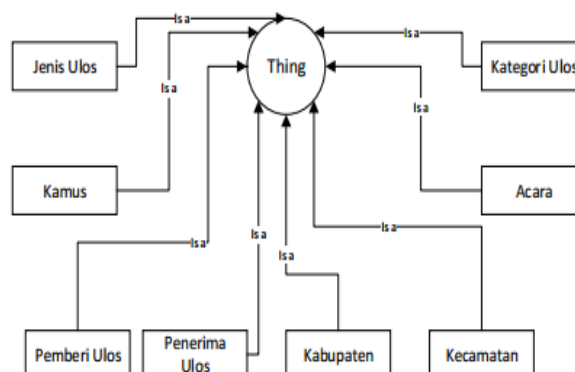 Isa
Jenis Ulos
Isa
Thing
Isa
Kategori Ulos
Isa
Isa
Kamus
Acara
Isa
Isa
Isa
Isa
Pemberi Ulos
Penerima
Ulos
Kabupaten
Kecamatan